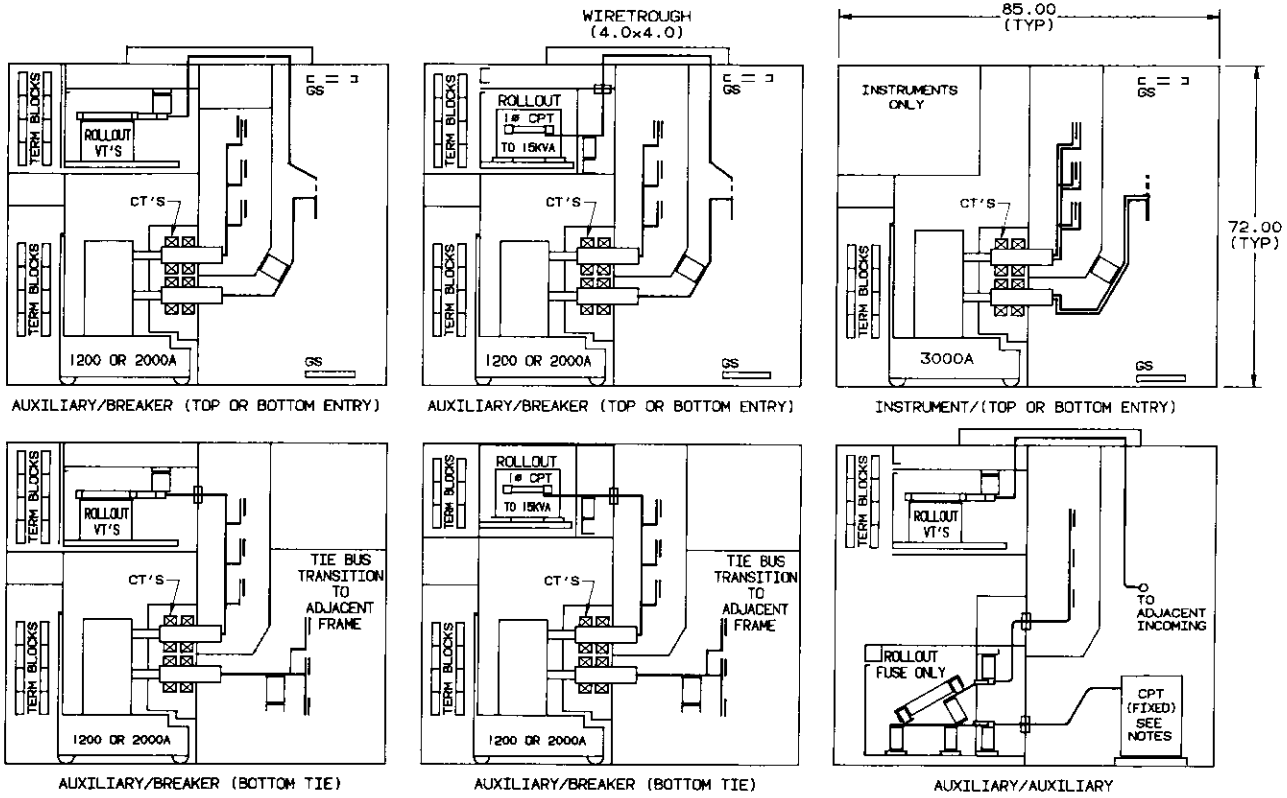 WIRETROUGH
(4.0x4.0)
85.00
(TYP)
TERM BLOCKS
ROLLOUT
VT'S
GS
CT'S
TERM BLOCKS
1200 OR 2000A
GS
AUXILIARY/BREAKER (TOP OR BOTTOM ENTRY)
TERM BLOCKS
ROLLOUT
1Ø CPT
TO 15KVA
GS
CT'S
TERM BLOCKS
1200 OR 2000A
GS
AUXILIARY/BREAKER (TOP OR BOTTOM ENTRY)
INSTRUMENTS
ONLY
GS
CT'S
72.00
(TYP)
TERM BLOCKS
3000A
GS
INSTRUMENT/(TOP OR BOTTOM ENTRY)
TERM BLOCKS
ROLLOUT
VT'S
TIE BUS
TRANSITION
TO
ADJACENT
FRAME
CT'S
TERM BLOCKS
1200 OR 2000A
AUXILIARY/BREAKER (BOTTOM TIE)
TERM BLOCKS
ROLLOUT
1Ø CPT
TO 15KVA
TIE BUS
TRANSITION
TO
ADJACENT
FRAME
CT'S
TERM BLOCKS
1200 OR 2000A
AUXILIARY/BREAKER (BOTTOM TIE)
TERM BLOCKS
ROLLOUT
VT'S
TO
ADJACENT
INCOMING
ROLLOUT
FUSE ONLY
CPT
(FIXED)
SEE
NOTES
AUXILIARY/AUXILIARY